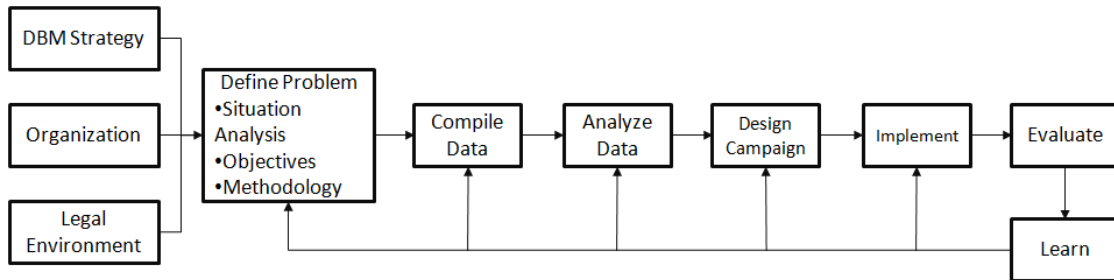 DBM Strategy
Organization
Legal
Environment
Define Problem
•Situation
Analysis
•Objectives
•Methodology
Compile
Data
Analyze
Data
Design
Campaign
Implement
Evaluate
Learn